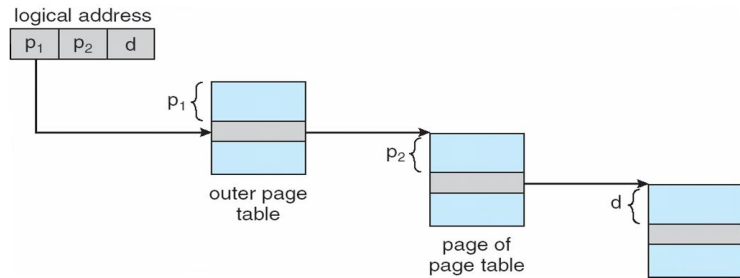 logical address
p₁ p₂ d
p₁
outer page
table
p₂
page of
page table
d